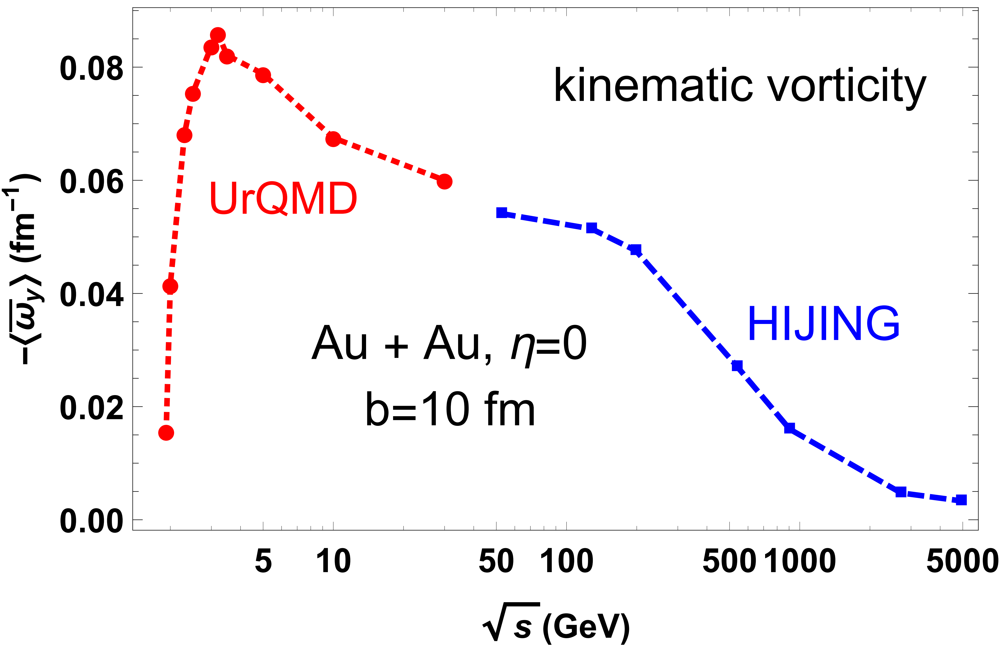 kinematic vorticity
UrQMD
HIJING
Au + Au, η=0
b=10 fm
−⟨ω̅y⟩ (fm⁻¹)
0.08
0.06
0.04
0.02
0.00
5 10 50 100 500 1000 5000
√s (GeV)